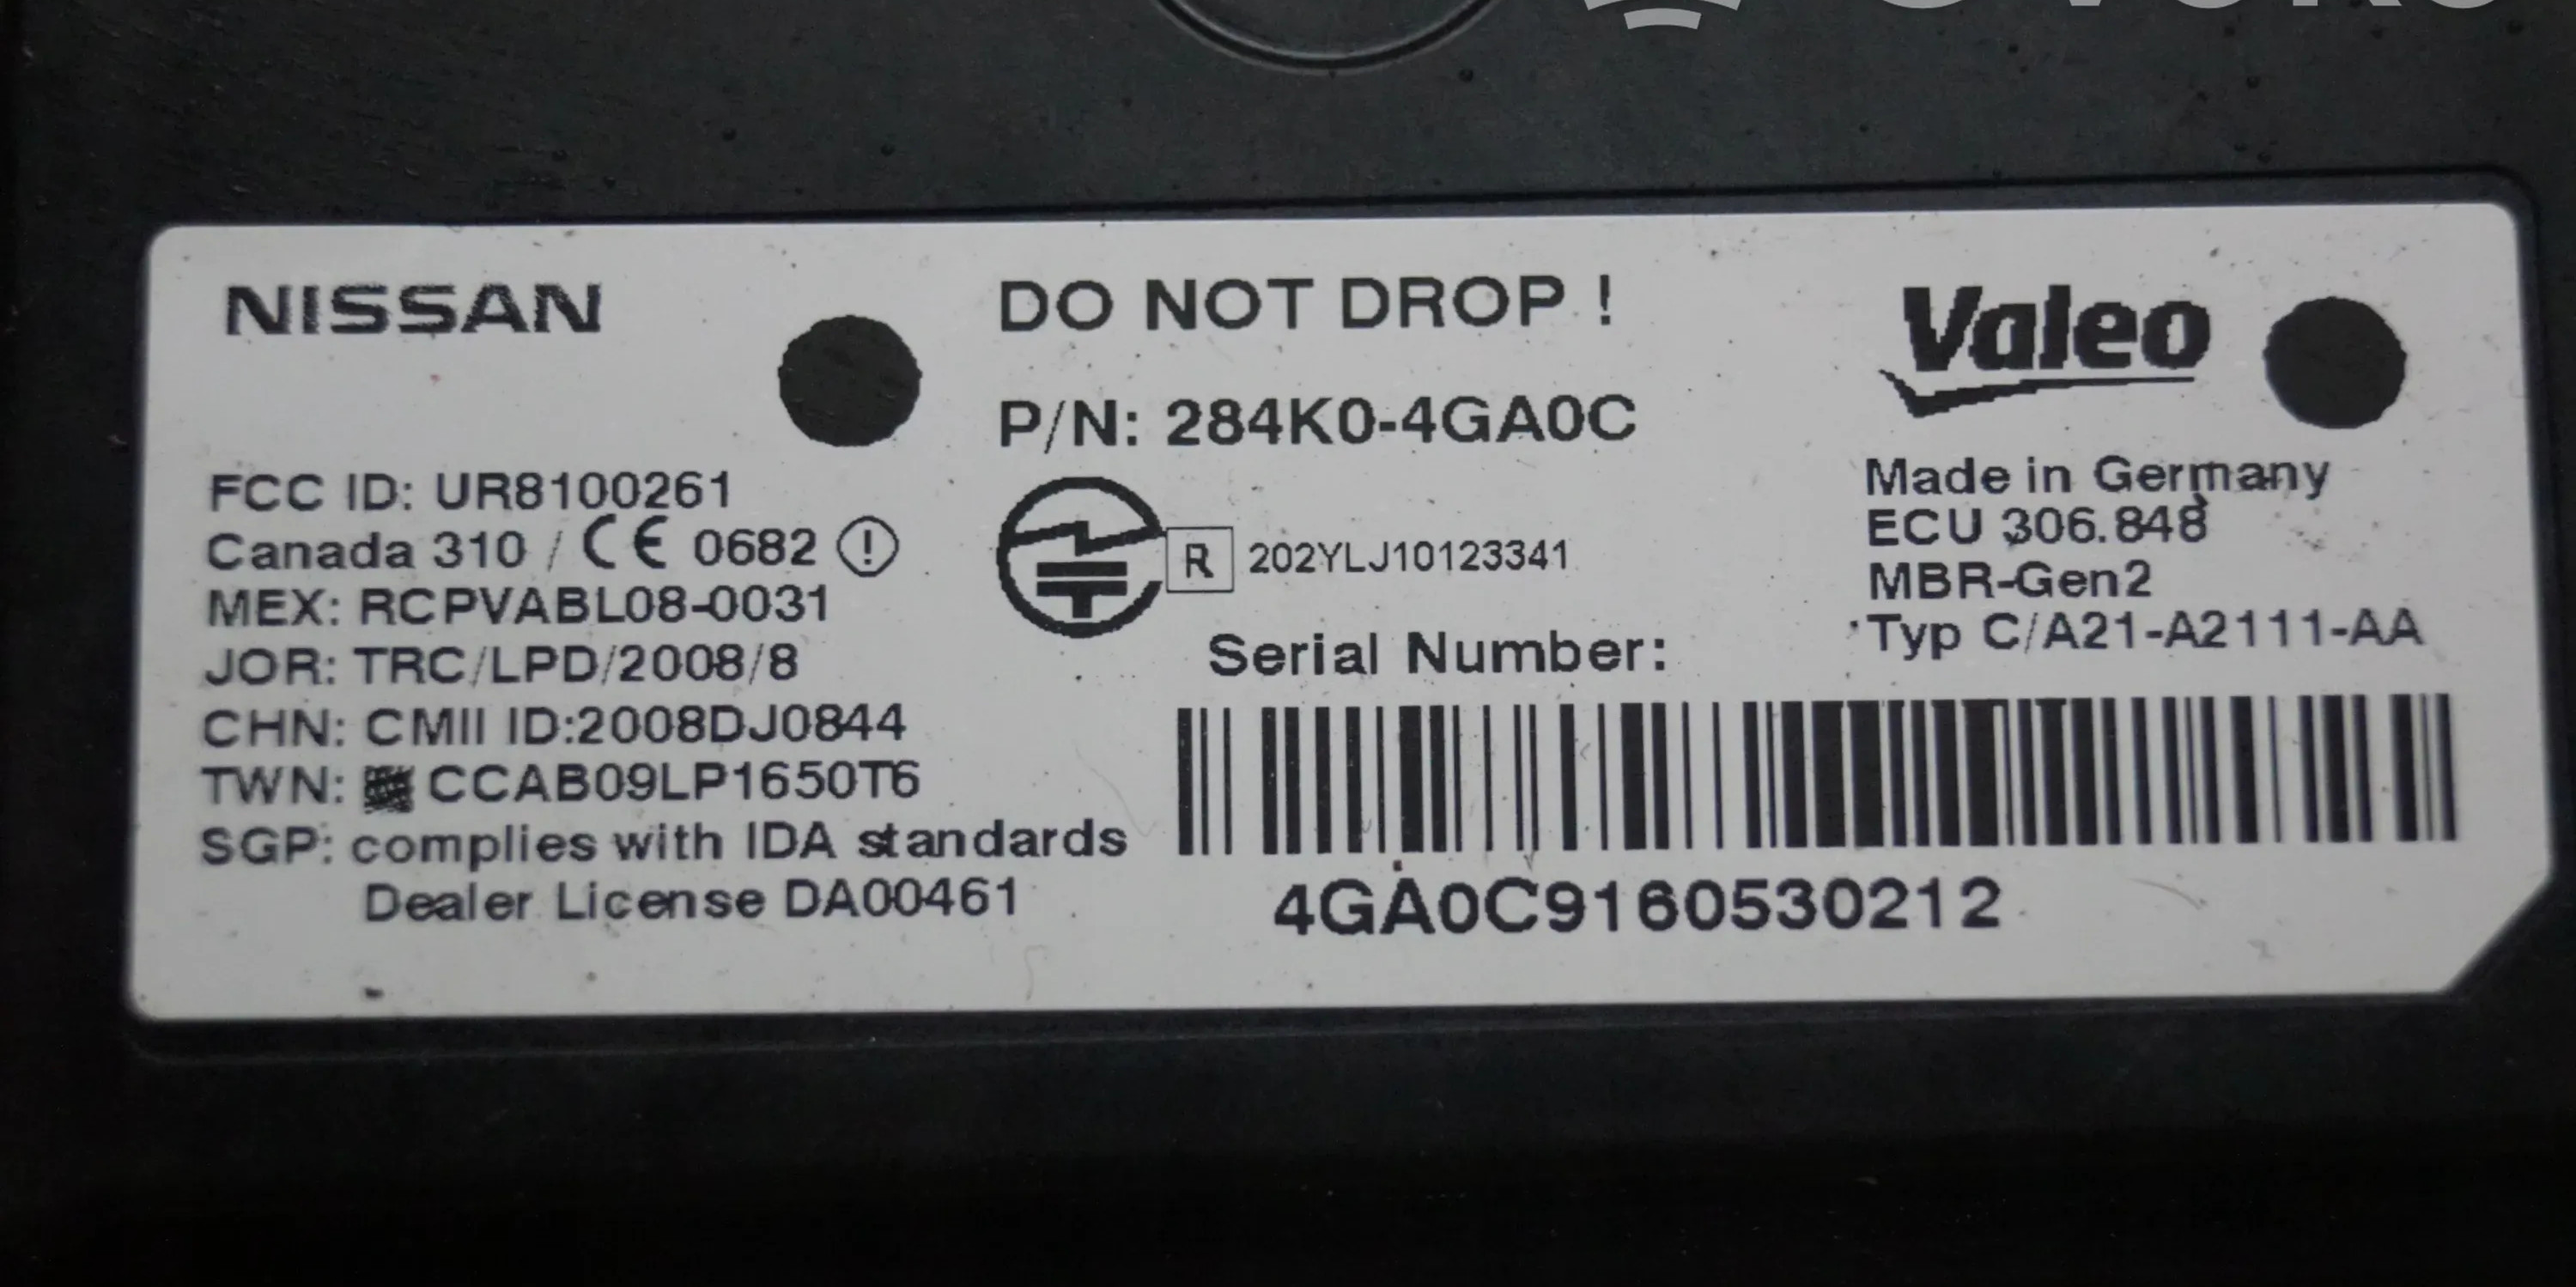 NISSAN
DO NOT DROP !
Valeo
P/N: 284K0-4GA0C
FCC ID: UR8100261
Canada 310 / CE 0682
MEX: RCPVABL08-0031
JOR: TRC/LPD/2008/8
CHN: CMII ID:2008DJ0844
TWN: CCAB09LP1650T6
SGP: complies with IDA standards
Dealer License DA00461
R 202YLJ10123341
Made in Germany
ECU 306.848
MBR-Gen2
Typ C/A21-A2111-AA
Serial Number:
4GA0C9160530212